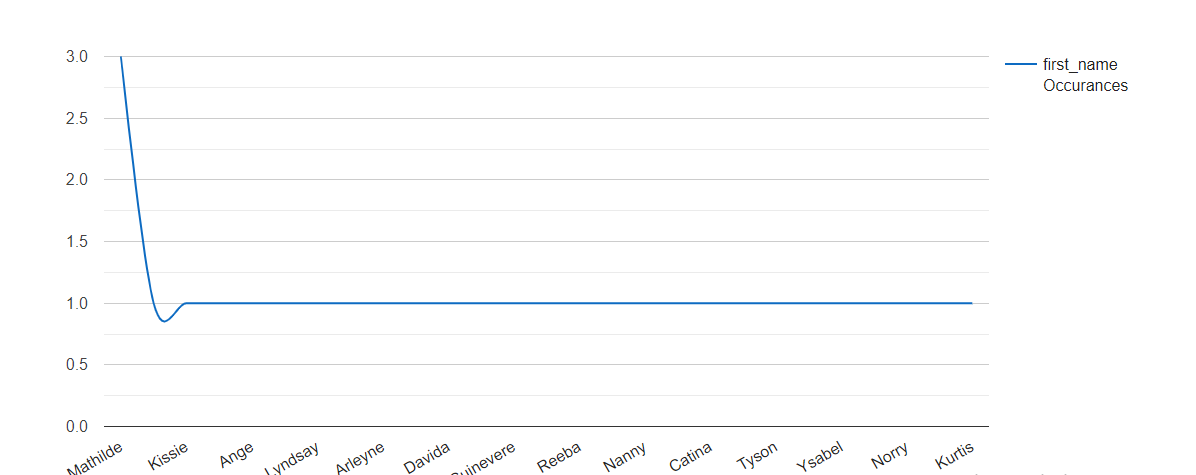 3.0
2.5
2.0
1.5
1.0
0.5
0.0
first_name
Occurances
Mathilde Kissie Ange Lyndsay Arleyne Davida Guinevere Reeba Nanny Catina Tyson Ysabel Norry Kurtis